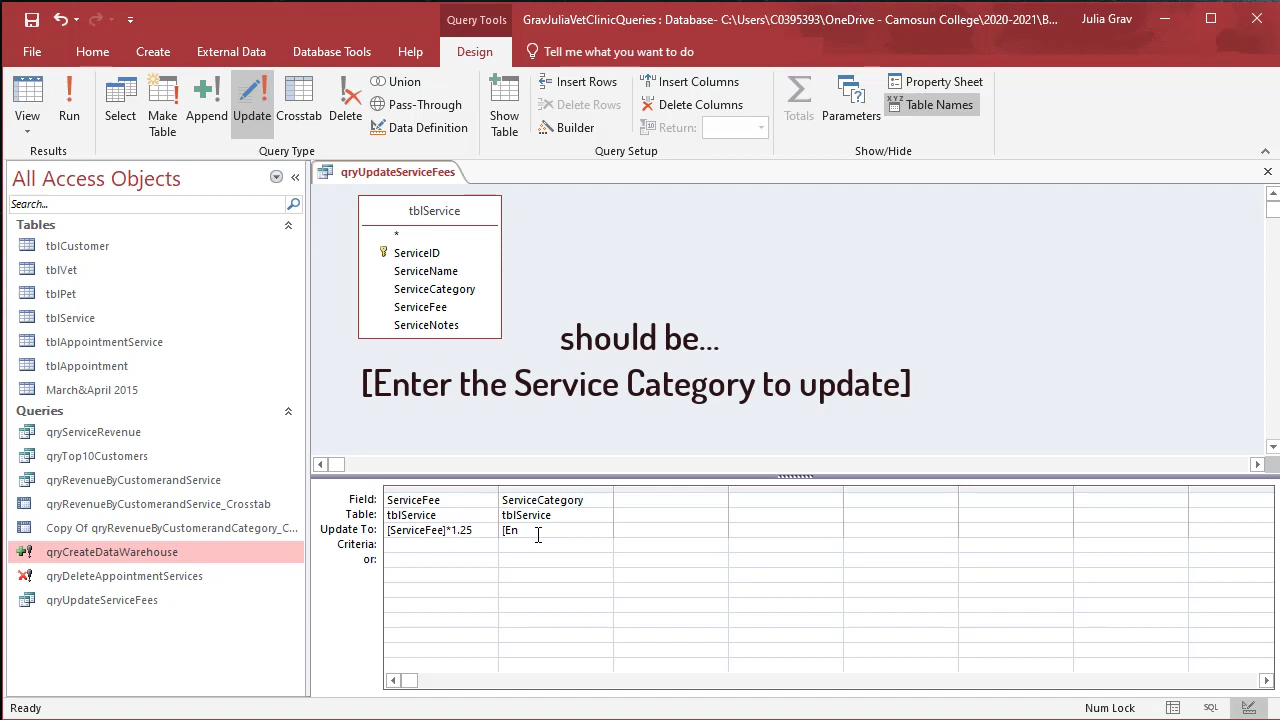 Query Tools
GravJuliaVetClinicQueries : Database- C:\Users\C0395393\OneDrive - Camosun College\2020-2021\B...
Julia Grav
File
Home
Create
External Data
Database Tools
Help
Design
Tell me what you want to do
View
Run
Select
Make Table
Append
Update
Crosstab
Delete
Union
Pass-Through
Data Definition
Show Table
Insert Rows
Delete Rows
Builder
Insert Columns
Delete Columns
Return:
Totals
Parameters
Property Sheet
Table Names
Results
Query Type
Query Setup
Show/Hide
All Access Objects
Search...
Tables
tblCustomer
tblVet
tblPet
tblService
tblAppointmentService
tblAppointment
March&April 2015
Queries
qryServiceRevenue
qryTop10Customers
qryRevenueByCustomerandService
qryRevenueByCustomerandService_Crosstab
Copy Of qryRevenueByCustomerandCategory_C...
qryCreateDataWarehouse
qryDeleteAppointmentServices
qryUpdateServiceFees
qryUpdateServiceFees
tblService
*
ServiceID
ServiceName
ServiceCategory
ServiceFee
ServiceNotes
should be...
[Enter the Service Category to update]
Field: ServiceFee ServiceCategory
Table: tblService tblService
Update To: [ServiceFee]*1.25 [En
Criteria:
or:
Ready
Num Lock
SQL